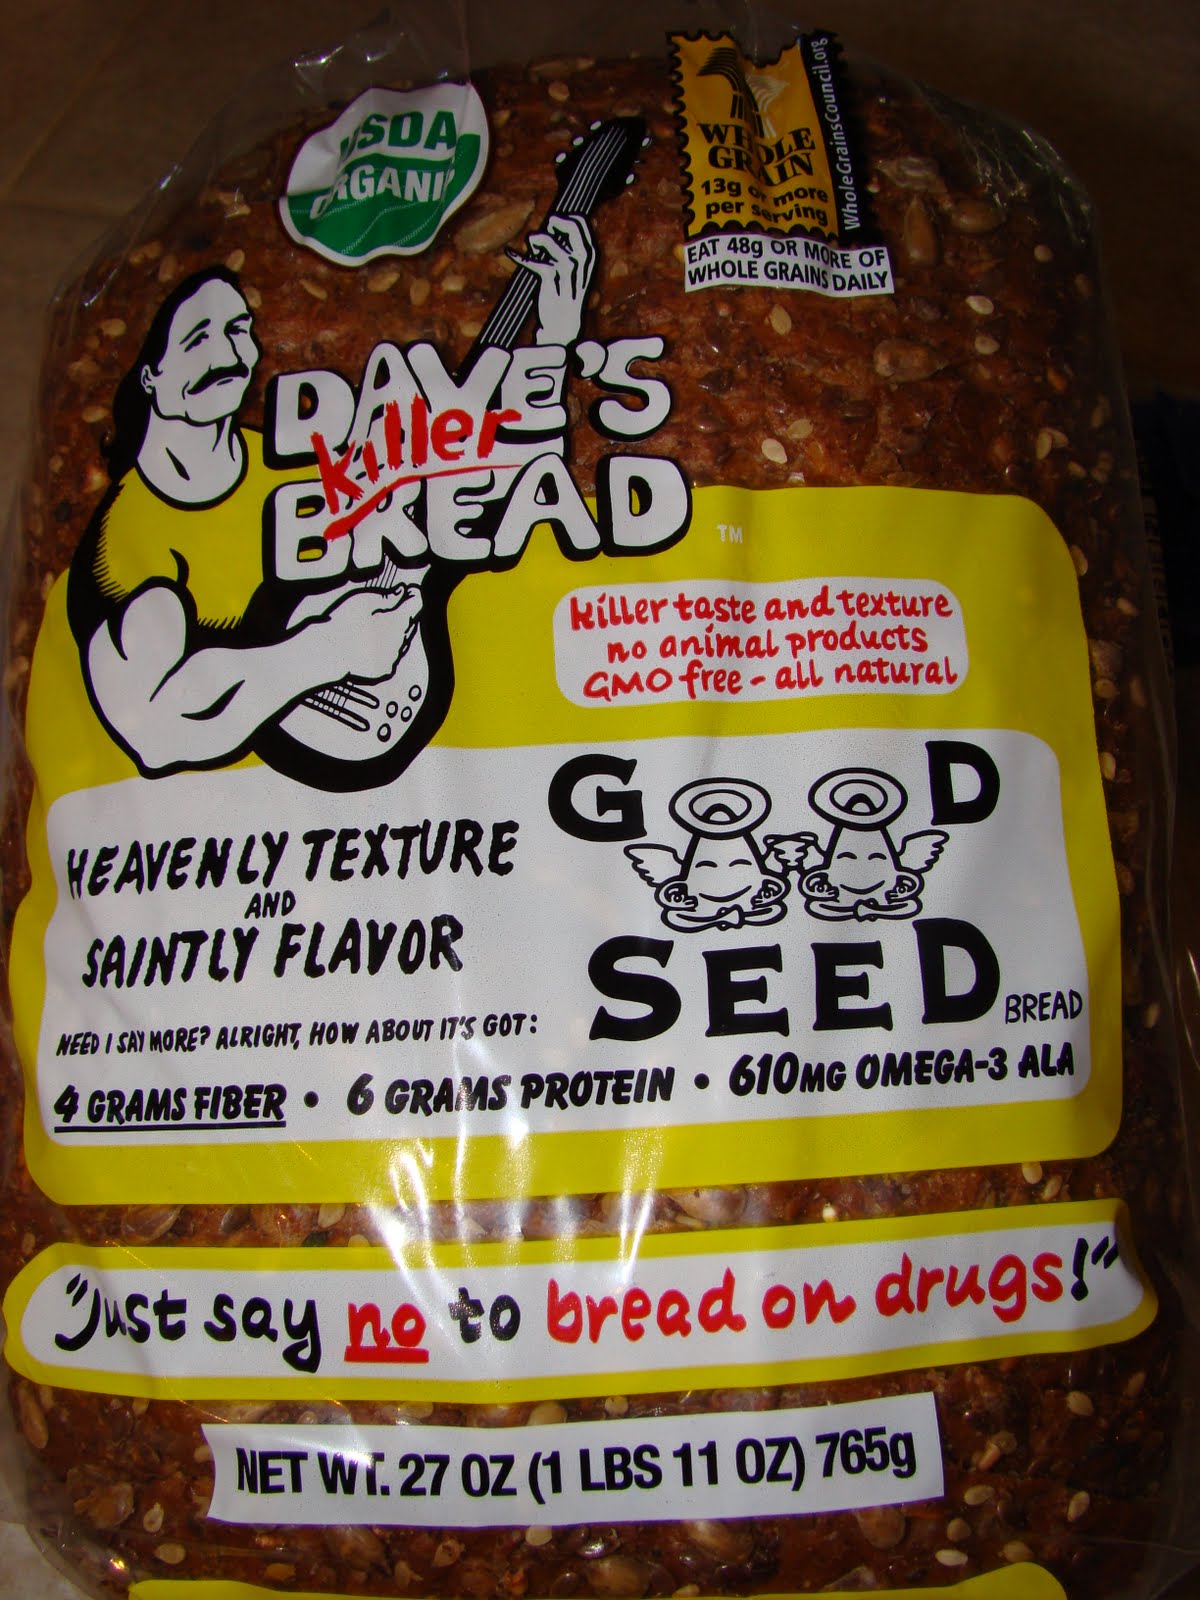 USDA
ORGANIC
WHOLE
GRAIN
13g or more
per serving
WholeGrainsCouncil.org
EAT 48g OR MORE OF
WHOLE GRAINS DAILY
DAVE'S
killer
BREAD
TM
killer taste and texture
no animal products
GMO free - all natural
HEAVENLY TEXTURE
AND
SAINTLY FLAVOR
GOOD
SEED
BREAD
NEED I SAY MORE? ALRIGHT, HOW ABOUT IT'S GOT:
4 GRAMS FIBER • 6 GRAMS PROTEIN • 610MG OMEGA-3 ALA
"Just say no to bread on drugs!"
NET WT. 27 OZ (1 LBS 11 OZ) 765g